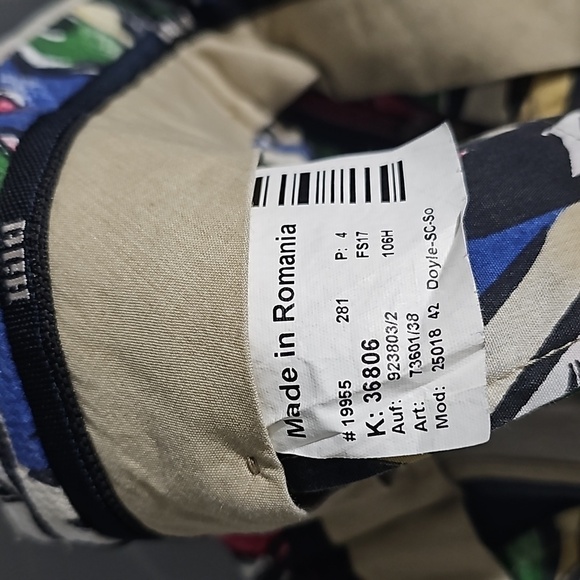 Made in Romania
#19955 281 P: 4
K: 36806 FS17
Auf: 923803/2 106H
Art: 73601/38
Mod: 25018 42 Doyle-SC-So